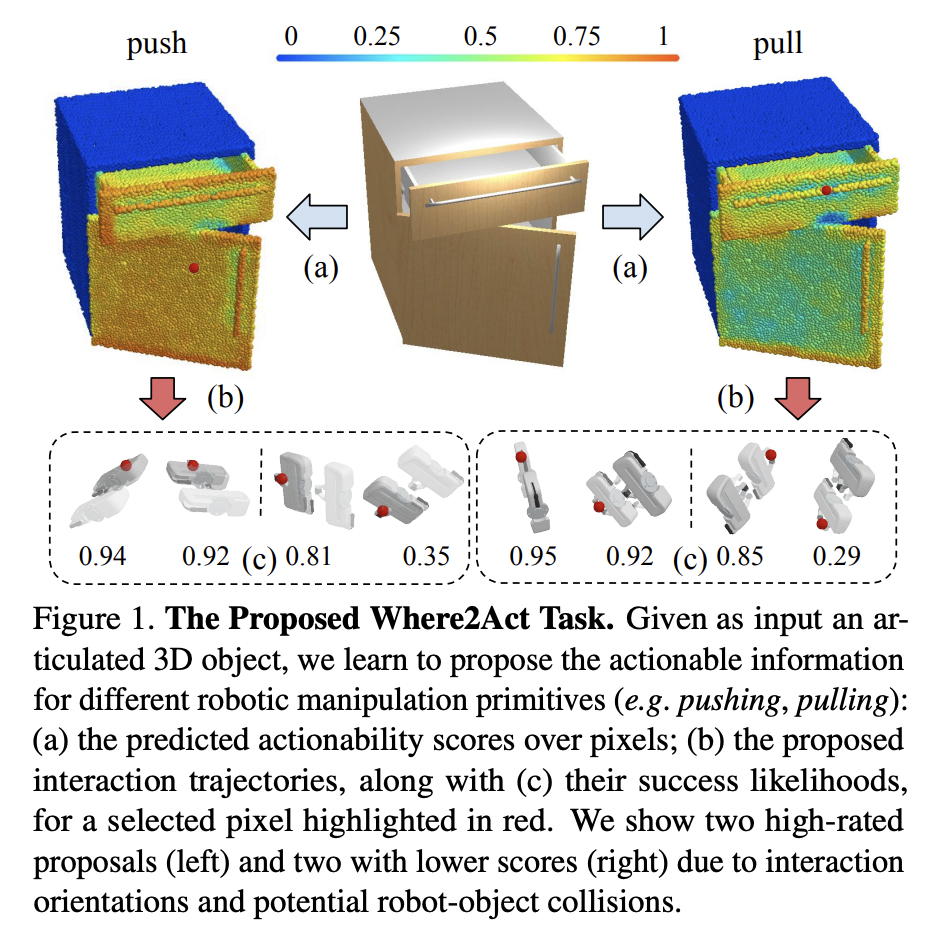 push 0 0.25 0.5 0.75 1 pull
(a) (a)
(b) (b)
0.94 0.92 (c) 0.81 0.35 0.95 0.92 (c) 0.85 0.29
Figure 1. The Proposed Where2Act Task. Given as input an ar-
ticulated 3D object, we learn to propose the actionable information
for different robotic manipulation primitives (e.g. pushing, pulling):
(a) the predicted actionability scores over pixels; (b) the proposed
interaction trajectories, along with (c) their success likelihoods,
for a selected pixel highlighted in red. We show two high-rated
proposals (left) and two with lower scores (right) due to interaction
orientations and potential robot-object collisions.